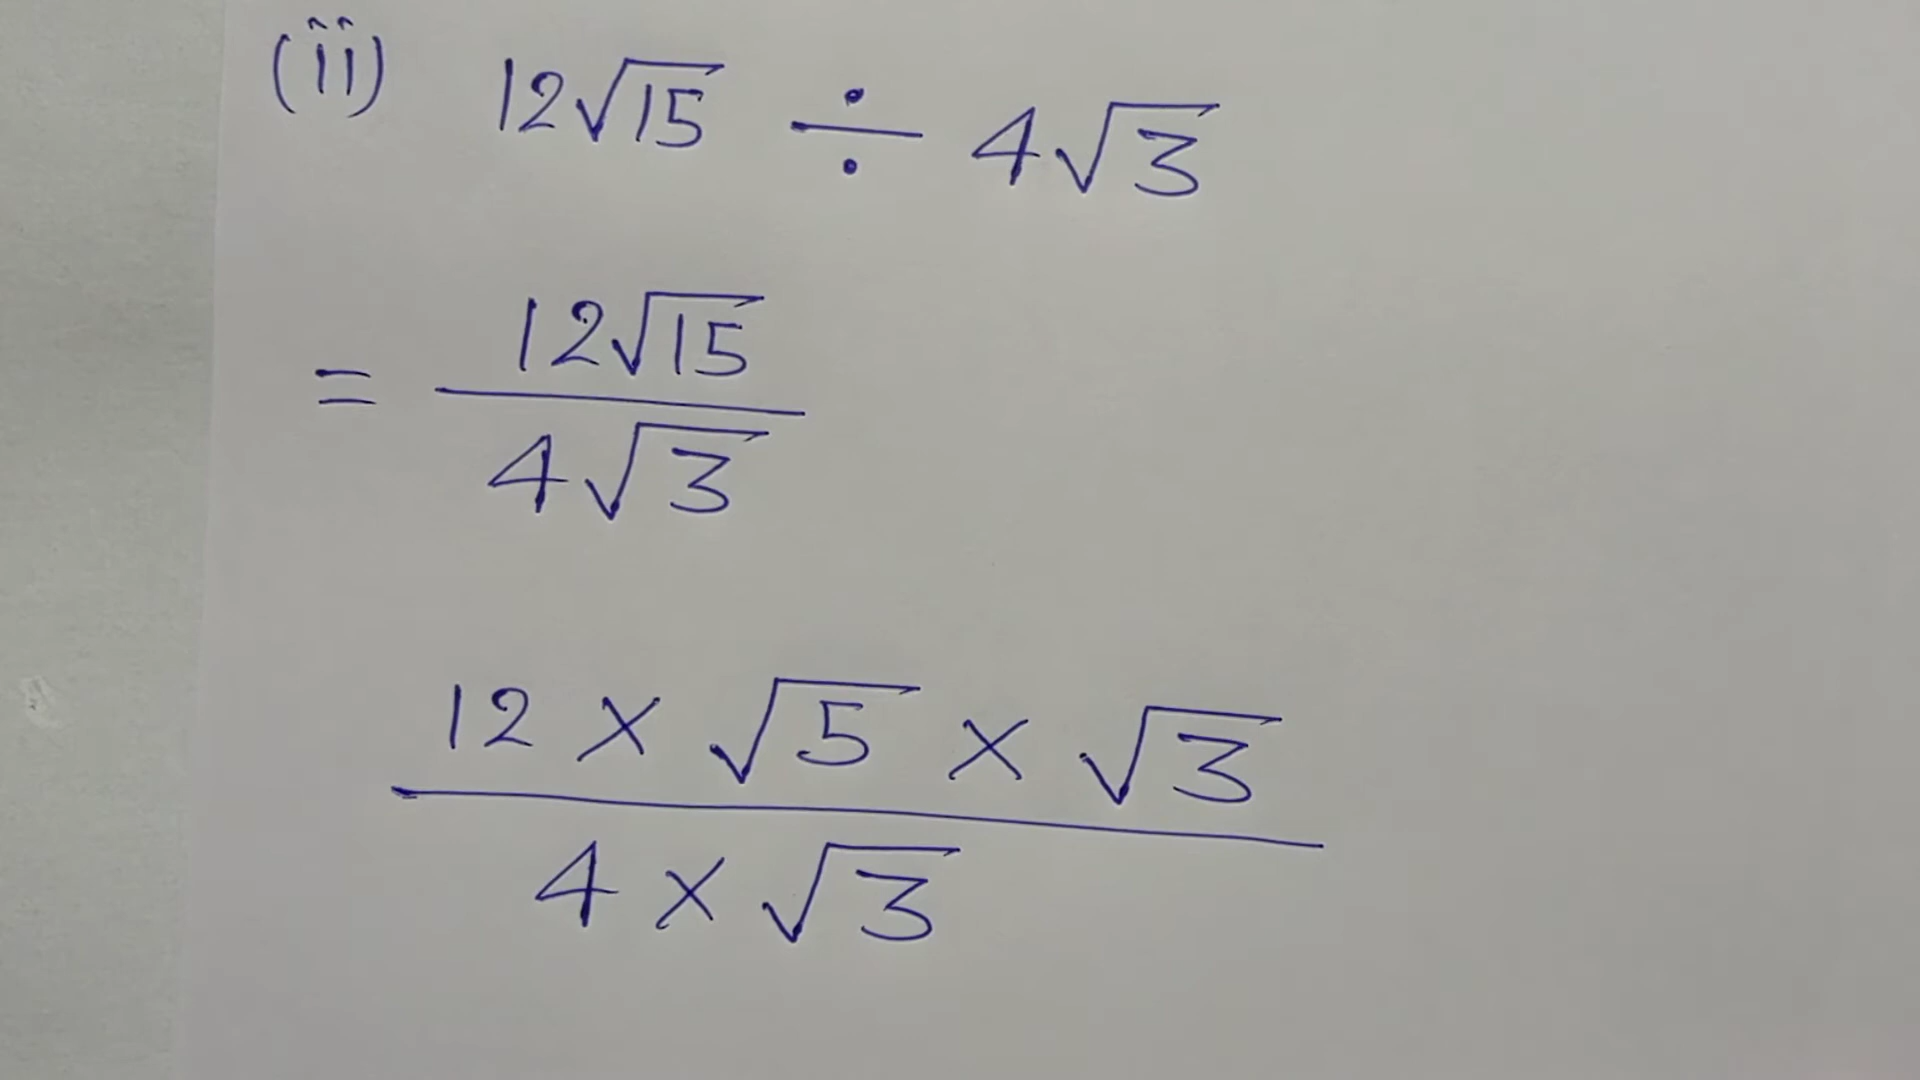 (ii) 12√15 ÷ 4√3
= 12√15
4√3
12 × √5 × √3
4 × √3